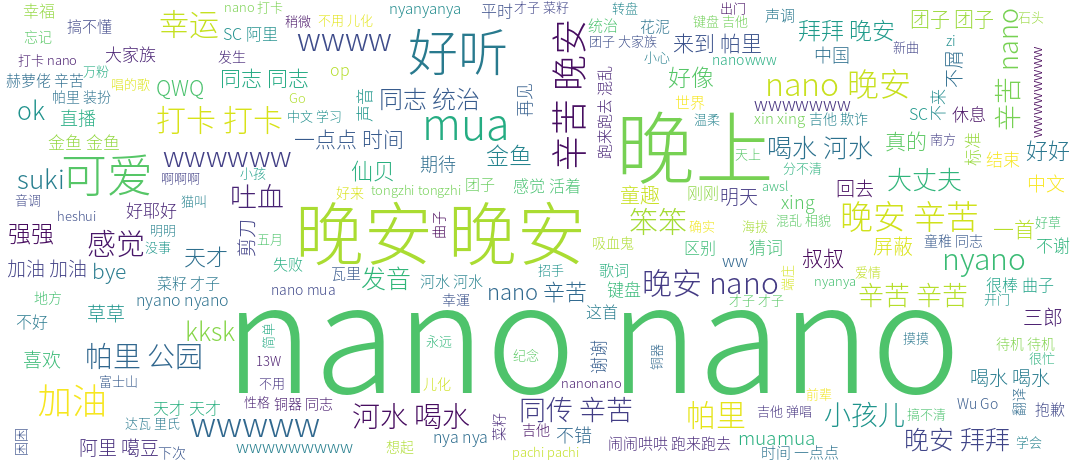 幸福
搞不懂
忘记
大家族
打卡 nano
赫萝佬 辛苦
万粉
唱的歌
帕里 装扮
ok
直播
金鱼 金鱼
可爱
suki
音调
heshui
好耶好
猫叫
明明
没事
强强
感觉
加油 加油
bye
天才
菜籽 才子
地方
nyano nyano
不好
草草
kksk
喜欢
帕里 公园
富士山
加油
天才 天才
达瓦 里氏
wwwww
困困
阿里 噶豆
下次
幸运
nano 打卡
稍微
SC 阿里
发生
wwww
QWQ
同志 同志
op
Go
声音
中文 学习
打卡 打卡
wwwwww
啊啊啊
小孩
吐血
剪刀
五月
失败
瓦里
nano mua
一点点 时间
仙贝
tongzhi tongzhi
晚安 晚安
发音
河水 河水
幸運
永远
nano nano
简单
13W
不用
性格
铜器 同志
儿化
河水 喝水
wwwwwwwww
想起
nya nya
nyanyanya
平时
才子 菜籽
好听
同志 统治
再见
mua
期待
金鱼
团子
感觉 活着
曲子
招手
nano 辛苦
这首
纪念
nanonano
谢谢
铜器
同传 辛苦
菜籽
吉他
不错
pachi pachi
闹闹哄哄 跑来跑去
辛苦 晚安
不用 儿化
统治
转盘
花泥
团子 大家族
小心
跑来跑去 混乱
来到 帕里
好像
nanowww
世界
温柔
晚上
天上
童趣
刚刚
笨笨
确实
吸血鬼
区别
歌词
键盘
ww
晚安 nano
出门
键盘 吉他
声调
拜拜 晚安
中国
新曲
nano 晚安
wwwwwww
xin xing
吉他 欺诈
喝水 河水
分不清
明天
awsl
xing
海拔
混乱 相貌
猜词
叔叔
才子 才子
爱情
nyanya
帕里
吉他 弹唱
前辈
小孩儿
muamua
时间 一点点
团子 团子
zi
不屑
不来
SC
休息
真的
南方
标准
结束
大丈夫
回去
晚安 辛苦
屏蔽
童稚 同志
nyano
辛苦 辛苦
开门
摸摸
搞不清
晚安 拜拜
辛苦 nano
石头
wwwwwwwwww
好好
中文
好草
一首
不谢
很棒 曲子
三郎
待机 待机
很忙
喝水 喝水
Wu Go
翻译
抱歉
学会
好来